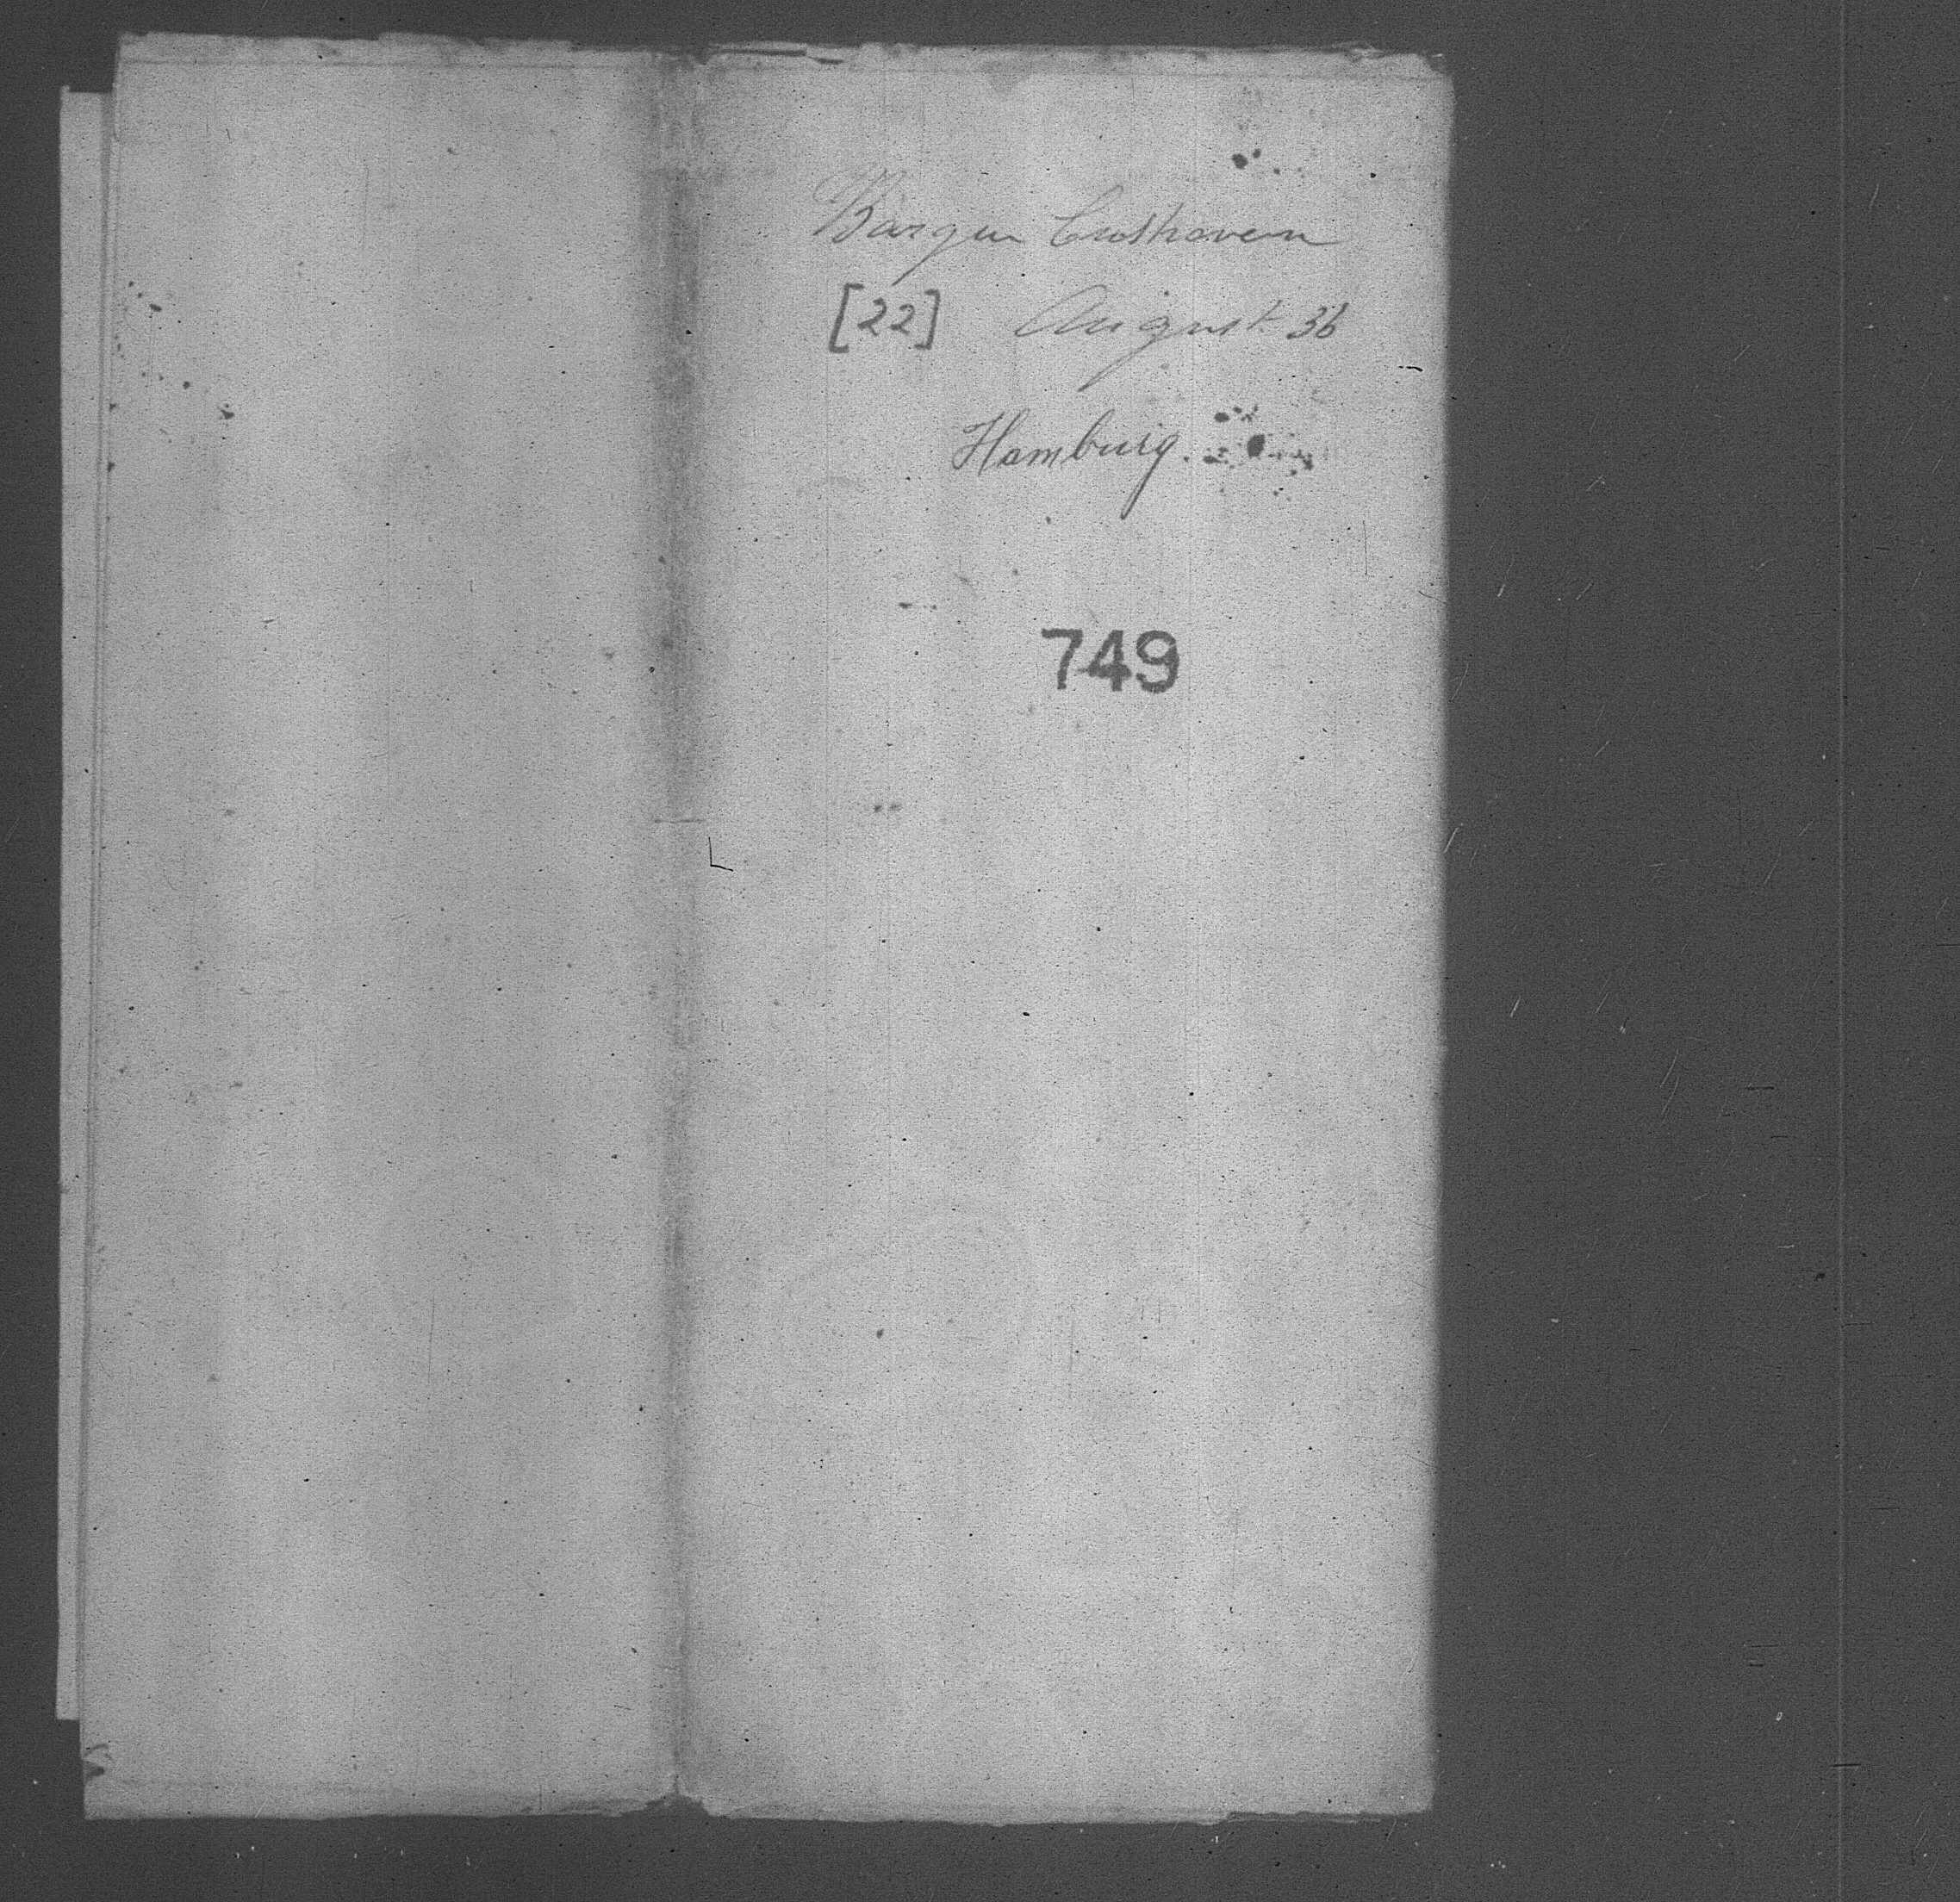 Barque Cuxhaven
[22] August 36
Hamburg.
749